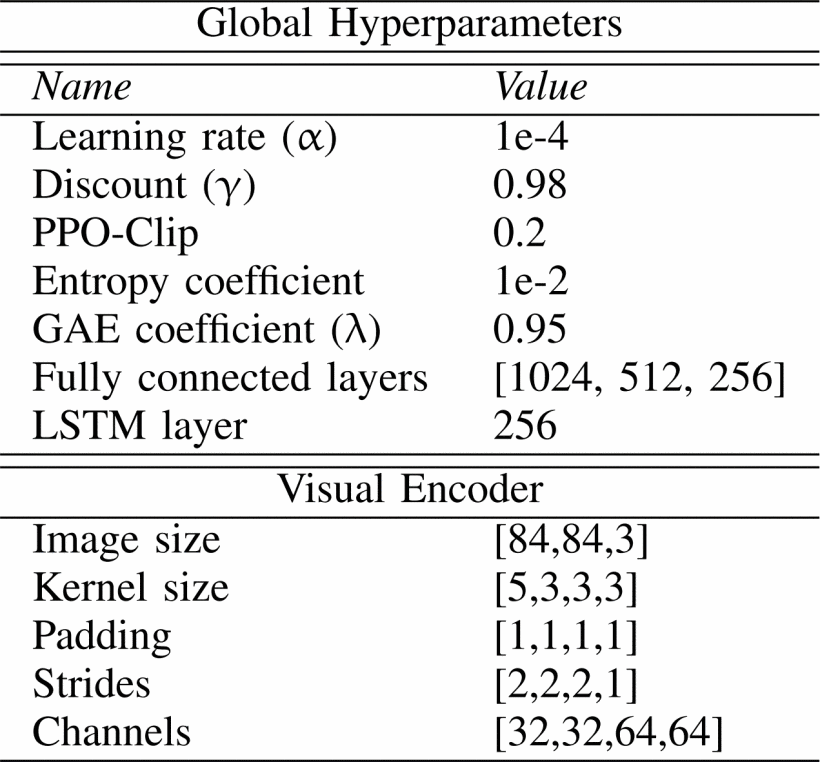 Global Hyperparameters
Name Value
Learning rate (α) 1e-4
Discount (γ) 0.98
PPO-Clip 0.2
Entropy coefficient 1e-2
GAE coefficient (λ) 0.95
Fully connected layers [1024, 512, 256]
LSTM layer 256
Visual Encoder
Image size [84,84,3]
Kernel size [5,3,3,3]
Padding [1,1,1,1]
Strides [2,2,2,1]
Channels [32,32,64,64]